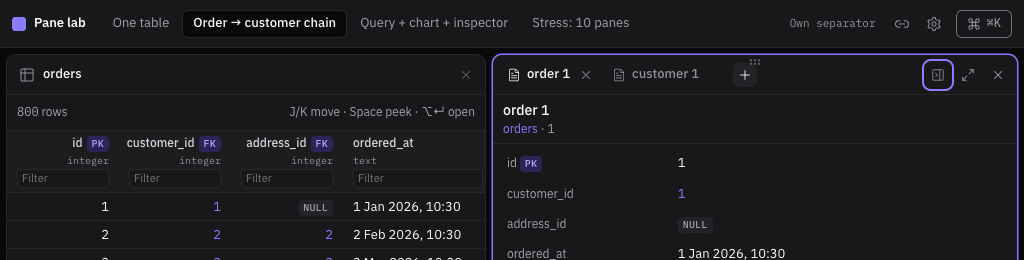 Pane lab One table Order → customer chain Query + chart + inspector Stress: 10 panes Own separator ⌘ ⌘K
orders
800 rows J/K move · Space peek · ⌥↵ open
id PK customer_id FK address_id FK ordered_at
integer integer integer text
Filter Filter Filter Filter
1 1 NULL 1 Jan 2026, 10:30
2 2 2 2 Feb 2026, 10:30
order 1 customer 1 +
order 1
orders · 1
id PK 1
customer_id 1
address_id NULL
ordered_at 1 Jan 2026, 10:30